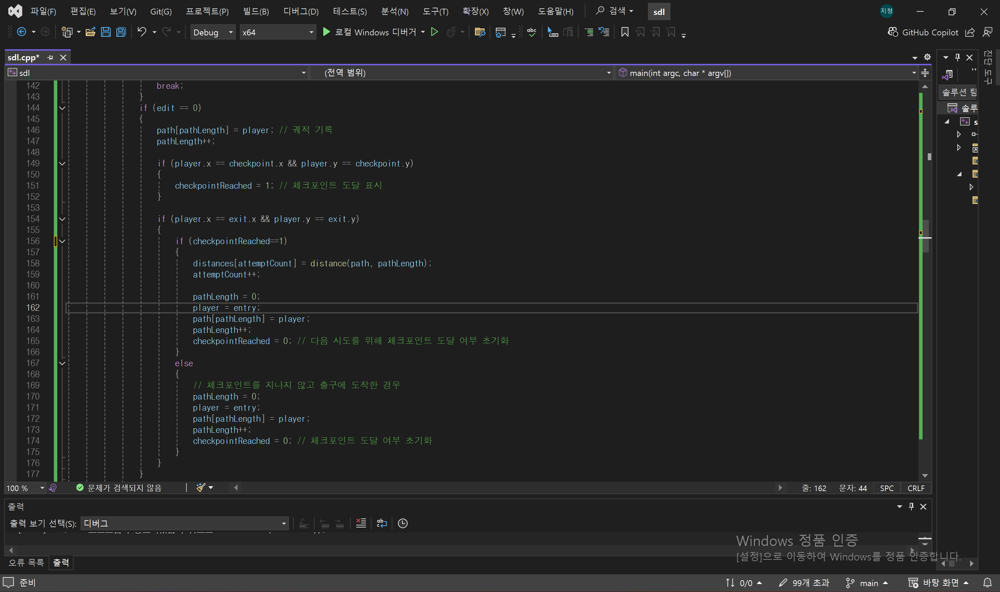 파일(F) 편집(E) 보기(V) Git(G) 프로젝트(P) 빌드(B) 디버그(D) 테스트(S) 분석(N) 도구(T) 확장(X) 창(W) 도움말(H) 검색 sdl 지정
Debug x64 로컬 Windows 디버거 GitHub Copilot
sdl.cpp*
진단 도구
sdl (전역 범위) main(int argc, char * argv[])
솔루션 탐
솔루
142 break;
143 }
144 if (edit == 0)
145 {
146 path[pathLength] = player; // 궤적 기록
147 pathLength++;
148
149 if (player.x == checkpoint.x && player.y == checkpoint.y)
150 {
151 checkpointReached = 1; // 체크포인트 도달 표시
152 }
153
154 if (player.x == exit.x && player.y == exit.y)
155 {
156 if (checkpointReached==1)
157 {
158 distances[attemptCount] = distance(path, pathLength);
159 attemptCount++;
160
161 pathLength = 0;
162 player = entry;
163 path[pathLength] = player;
164 pathLength++;
165 checkpointReached = 0; // 다음 시도를 위해 체크포인트 도달 여부 초기화
166 }
167 else
168 {
169 // 체크포인트를 지나지 않고 출구에 도착한 경우
170 pathLength = 0;
171 player = entry;
172 path[pathLength] = player;
173 pathLength++;
174 checkpointReached = 0; // 체크포인트 도달 여부 초기화
175 }
176 }
177 }
100 % 문제가 검색되지 않음 줄: 162 문자: 44 SPC CRLF
출력
출력 보기 선택(S): 디버그
Windows 정품 인증
[설정]으로 이동하여 Windows를 정품 인증합니다.
오류 목록 출력
준비 0/0 99개 초과 main 바탕 화면